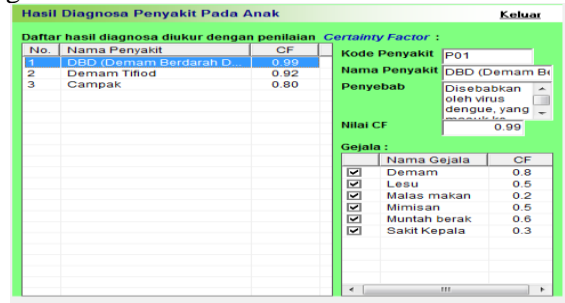 Hasil Diagnosa Penyakit Pada Anak Keluar
Daftar hasil diagnosa diukur dengan penilaian Certainty Factor :
No. Nama Penyakit CF
1 DBD (Demam Berdarah D... 0.99
2 Demam Tifiod 0.92
3 Campak 0.80
Kode Penyakit P01
Nama Penyakit DBD (Demam Be
Penyebab Disebabkan
oleh virus
dengue, yang
Nilai CF 0.99
Gejala :
Nama Gejala CF
Demam 0.8
Lesu 0.5
Malas makan 0.2
Mimisan 0.5
Muntah berak 0.6
Sakit Kepala 0.3